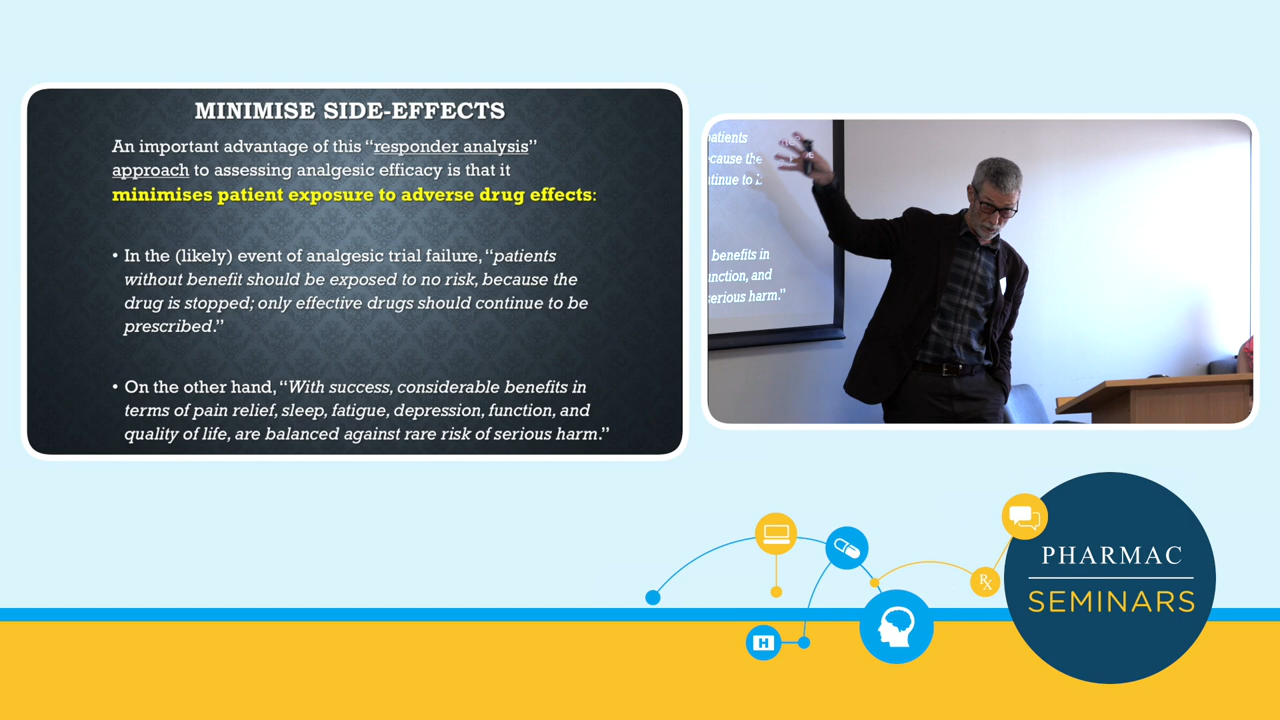 MINIMISE SIDE-EFFECTS
An important advantage of this “responder analysis”
approach to assessing analgesic efficacy is that it
minimises patient exposure to adverse drug effects:
• In the (likely) event of analgesic trial failure, “patients
without benefit should be exposed to no risk, because the
drug is stopped; only effective drugs should continue to be
prescribed.”
• On the other hand, “With success, considerable benefits in
terms of pain relief, sleep, fatigue, depression, function, and
quality of life, are balanced against rare risk of serious harm.”
patients
cause the
tinue to
benefits in
unction, and
serious harm.”
H
Rx
PHARMAC
SEMINARS